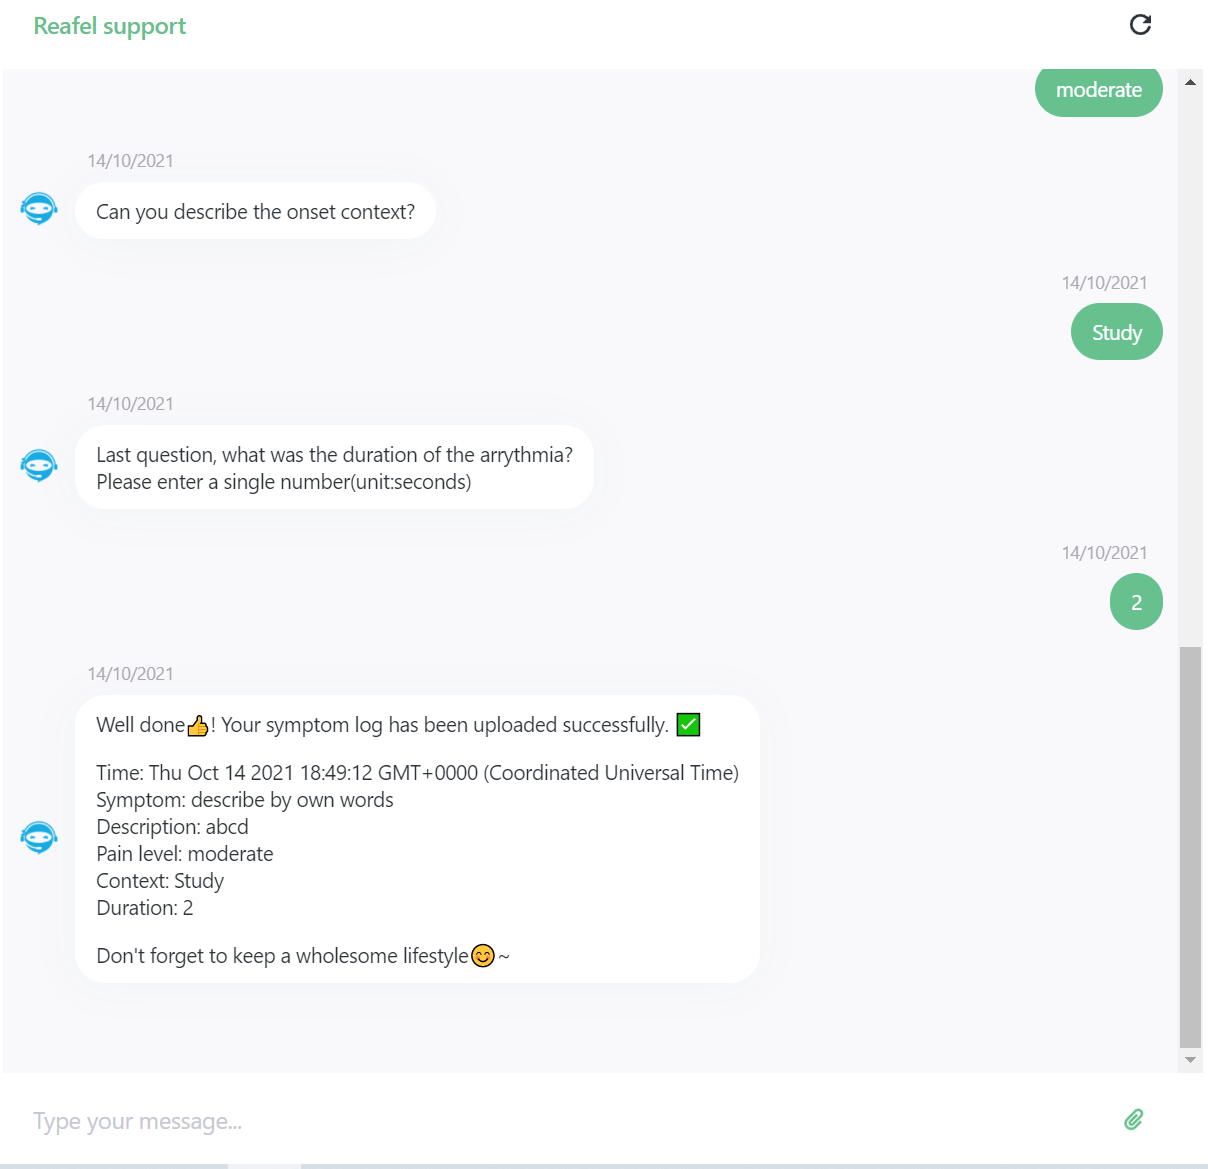 Reafel support
moderate
14/10/2021
Can you describe the onset context?
14/10/2021
Study
14/10/2021
Last question, what was the duration of the arrythmia?
Please enter a single number(unit:seconds)
14/10/2021
2
14/10/2021
Well done👍! Your symptom log has been uploaded successfully. ✅
Time: Thu Oct 14 2021 18:49:12 GMT+0000 (Coordinated Universal Time)
Symptom: describe by own words
Description: abcd
Pain level: moderate
Context: Study
Duration: 2
Don't forget to keep a wholesome lifestyle😊~
Type your message...